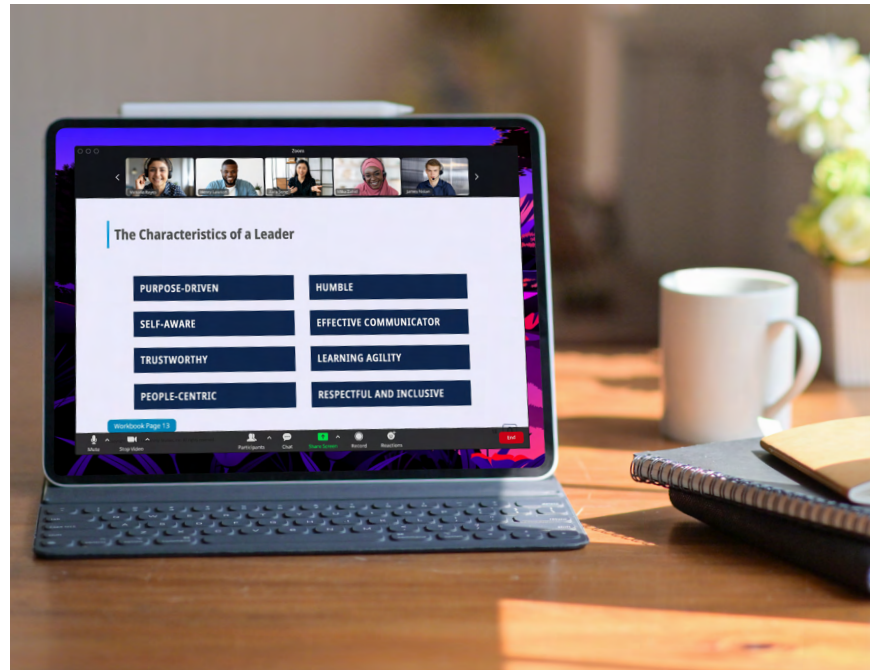 Zoom
The Characteristics of a Leader
PURPOSE-DRIVEN
HUMBLE
SELF-AWARE
EFFECTIVE COMMUNICATOR
TRUSTWORTHY
LEARNING AGILITY
PEOPLE-CENTRIC
RESPECTFUL AND INCLUSIVE
Workbook Page 13
Mute
Stop Video
Participants
Chat
Share Screen
Record
Reactions
End